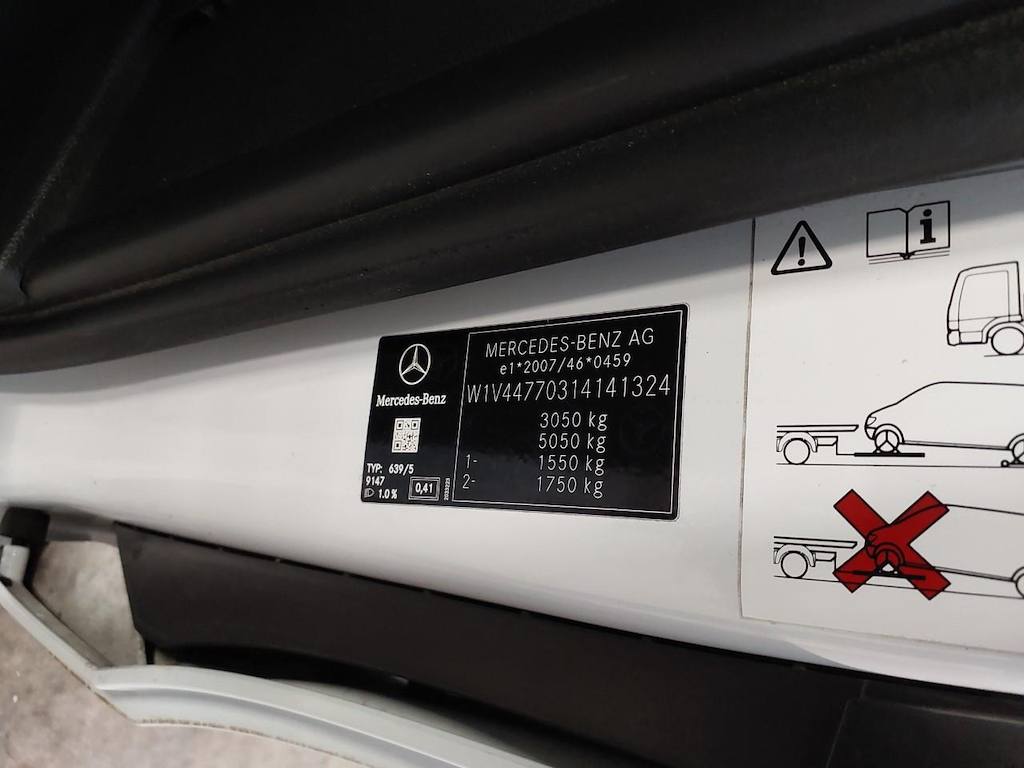 MERCEDES-BENZ AG
e1*2007/46*0459
W1V44770314141324
3050 kg
5050 kg
1- 1550 kg
2- 1750 kg
Mercedes-Benz
TYP: 639/5
9147
1.0 %
0,41
i
!